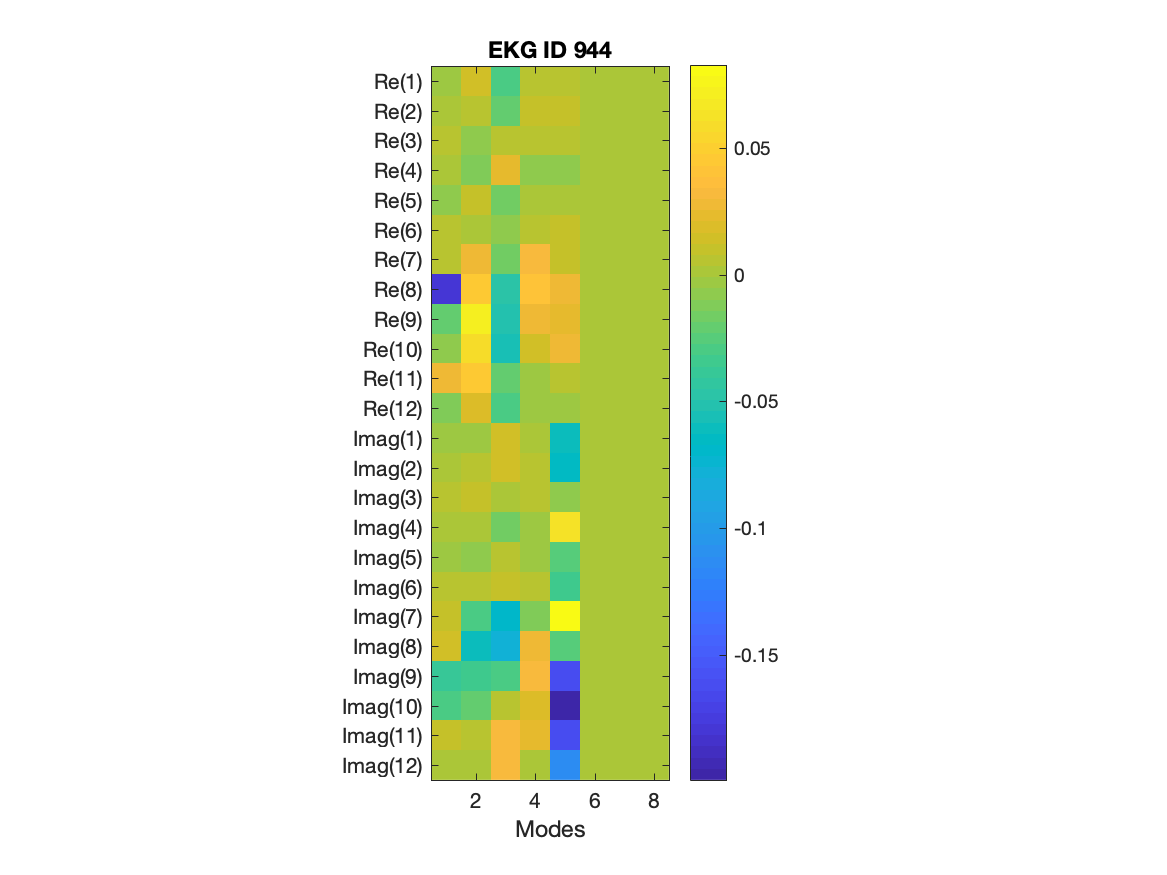 EKG ID 944
Re(1)
Re(2)
Re(3)
Re(4)
Re(5)
Re(6)
Re(7)
Re(8)
Re(9)
Re(10)
Re(11)
Re(12)
Imag(1)
Imag(2)
Imag(3)
Imag(4)
Imag(5)
Imag(6)
Imag(7)
Imag(8)
Imag(9)
Imag(10)
Imag(11)
Imag(12)
2 4 6 8
Modes
0.05
0
-0.05
-0.1
-0.15